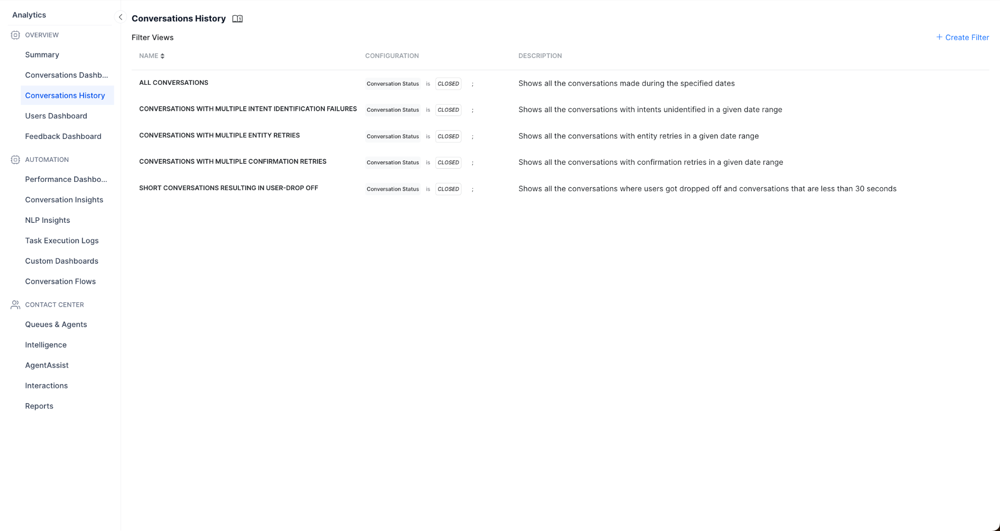 Analytics
OVERVIEW
Summary
Conversations Dashb...
Conversations History
Users Dashboard
Feedback Dashboard
AUTOMATION
Performance Dashbo...
Conversation Insights
NLP Insights
Task Execution Logs
Custom Dashboards
Conversation Flows
CONTACT CENTER
Queues & Agents
Intelligence
AgentAssist
Interactions
Reports
Conversations History
Filter Views
+ Create Filter
NAME CONFIGURATION DESCRIPTION
ALL CONVERSATIONS Conversation Status is CLOSED ; Shows all the conversations made during the specified dates
CONVERSATIONS WITH MULTIPLE INTENT IDENTIFICATION FAILURES Conversation Status is CLOSED ; Shows all the conversations with intents unidentified in a given date range
CONVERSATIONS WITH MULTIPLE ENTITY RETRIES Conversation Status is CLOSED ; Shows all the conversations with entity retries in a given date range
CONVERSATIONS WITH MULTIPLE CONFIRMATION RETRIES Conversation Status is CLOSED ; Shows all the conversations with confirmation retries in a given date range
SHORT CONVERSATIONS RESULTING IN USER-DROP OFF Conversation Status is CLOSED ; Shows all the conversations where users got dropped off and conversations that are less than 30 seconds